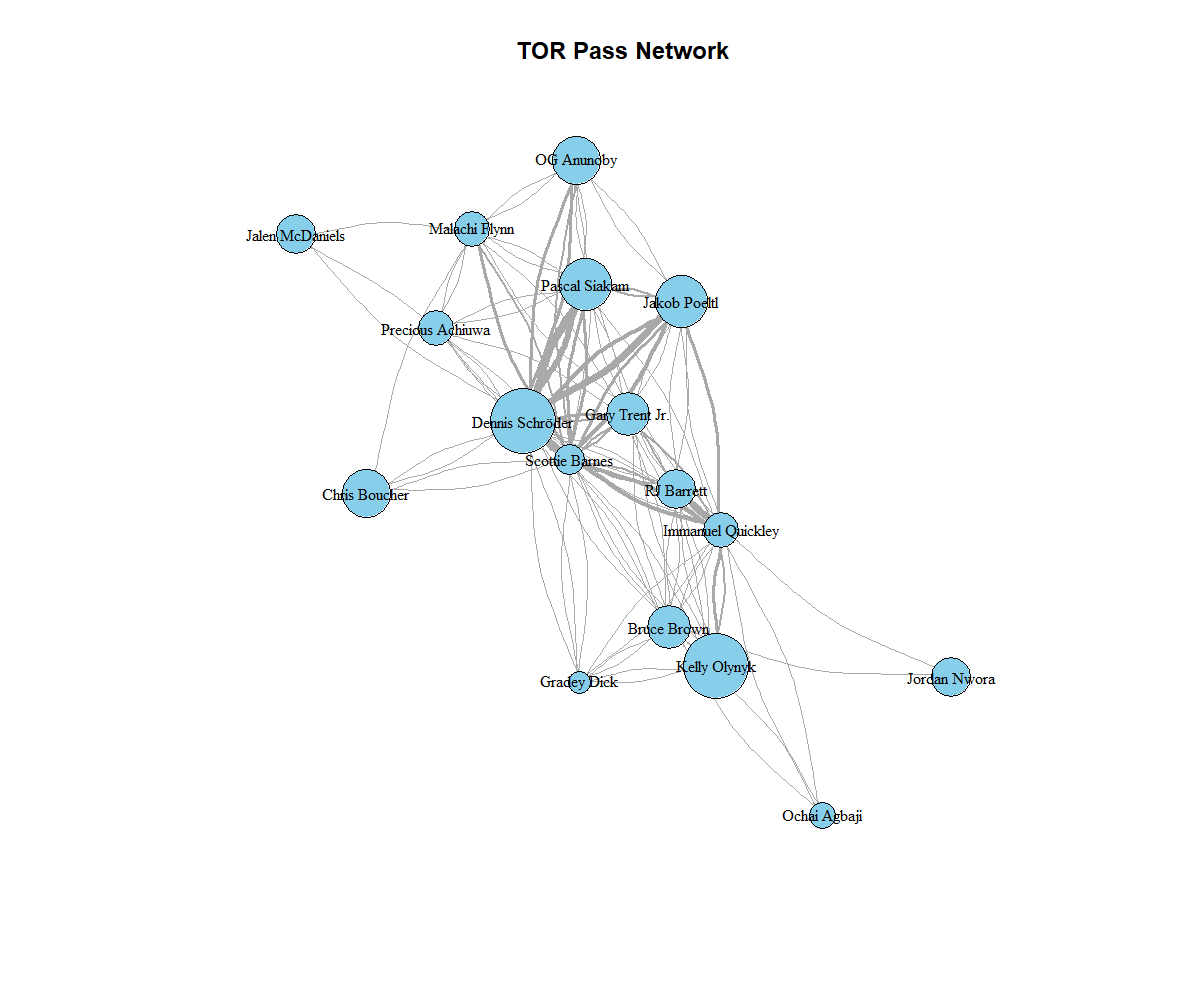 TOR Pass Network
OG Anunoby
Malachi Flynn
Jalen McDaniels
Pascal Siakam
Jakob Poeltl
Precious Achiuwa
Gary Trent Jr.
Dennis Schröder
Scottie Barnes
RJ Barrett
Chris Boucher
Immanuel Quickley
Bruce Brown
Kelly Olynyk
Jordan Nwora
Gradey Dick
Ochai Agbaji